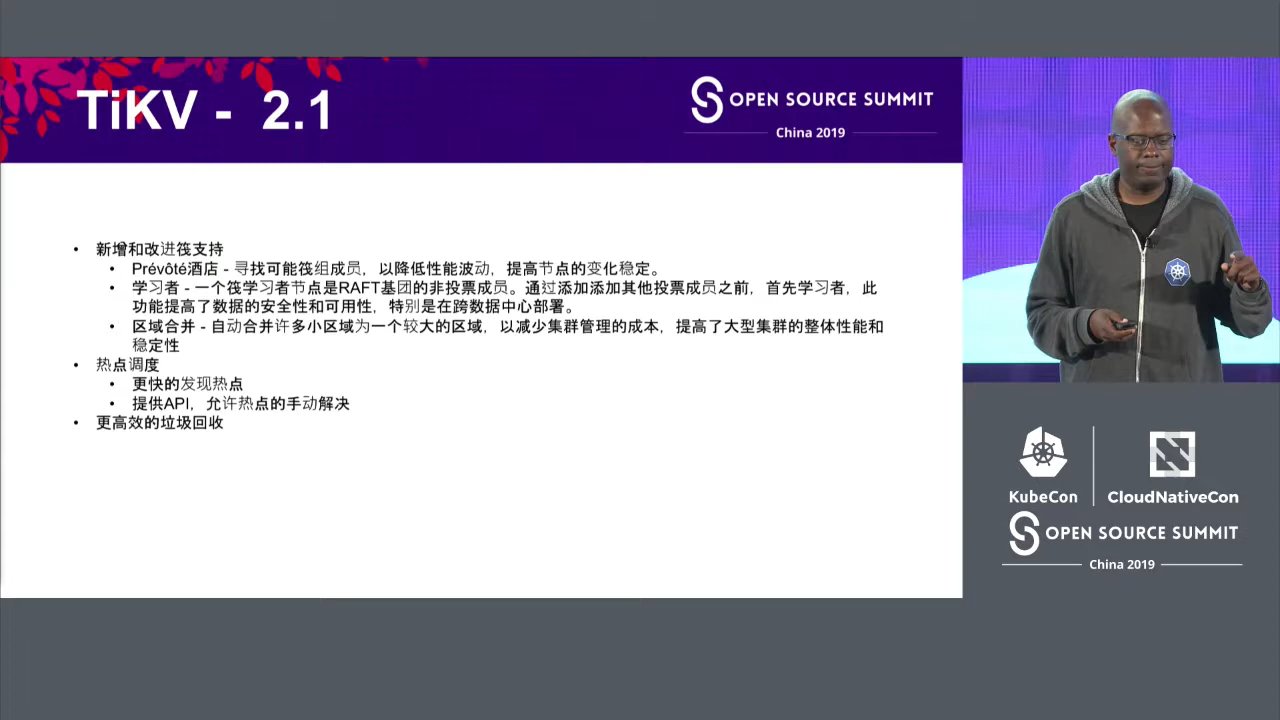 TiKV - 2.1
OPEN SOURCE SUMMIT
China 2019
• 新增和改进筏支持
• Prévôté酒店 - 寻找可能筏组成员，以降低性能波动，提高节点的变化稳定。
• 学习者 - 一个筏学习者节点是RAFT基团的非投票成员。通过添加添加其他投票成员之前，首先学习者，此
功能提高了数据的安全性和可用性，特别是在跨数据中心部署。
• 区域合并 - 自动合并许多小区域为一个较大的区域，以减少集群管理的成本，提高了大型集群的整体性能和
稳定性
• 热点调度
• 更快的发现热点
• 提供API，允许热点的手动解决
• 更高效的垃圾回收
KubeCon
CloudNativeCon
OPEN SOURCE SUMMIT
China 2019